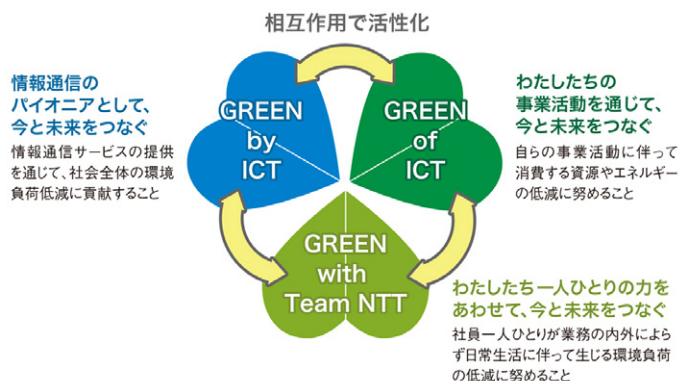 相互作用で活性化
情報通信の
パイオニアとして、
今と未来をつなぐ
情報通信サービスの提供
を通じて、社会全体の環境
負荷低減に貢献すること
GREEN
by
ICT
GREEN
of
ICT
わたしたちの
事業活動を通じて、
今と未来をつなぐ
自らの事業活動に伴って
消費する資源やエネルギー
の低減に努めること
GREEN
with
Team NTT
わたしたち一人ひとりの力を
あわせて、今と未来をつなぐ
社員一人ひとりが業務の内外によら
ず日常生活に伴って生じる環境負荷
の低減に努めること